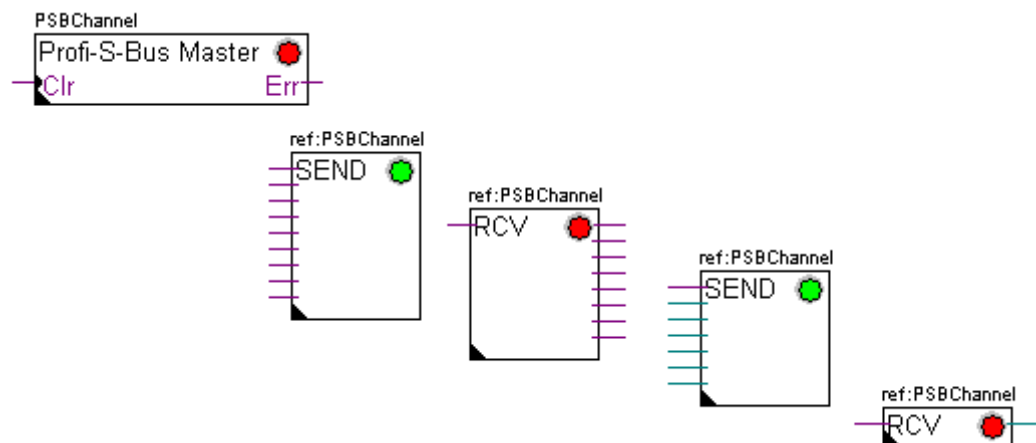 PSBChannel
Profi-S-Bus Master
Clr Err
ref:PSBChannel
SEND
ref:PSBChannel
RCV
ref:PSBChannel
SEND
ref:PSBChannel
RCV